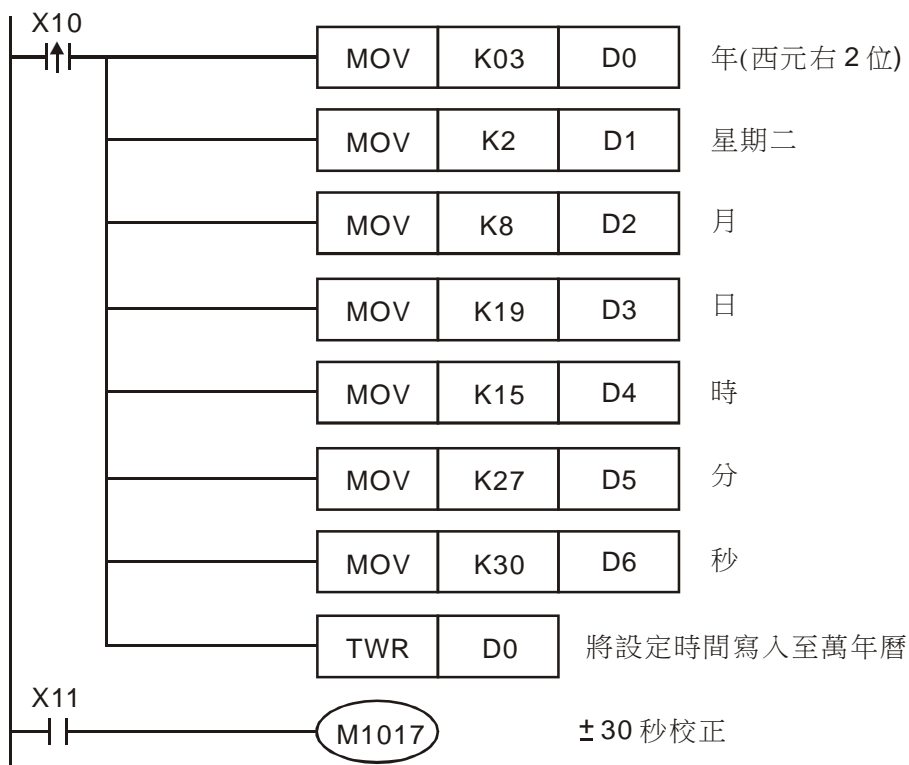 X10
MOV K03 D0 年(西元右 2 位)
MOV K2 D1 星期二
MOV K8 D2 月
MOV K19 D3 日
MOV K15 D4 時
MOV K27 D5 分
MOV K30 D6 秒
TWR D0 將設定時間寫入至萬年曆
X11
M1017 ±30 秒校正